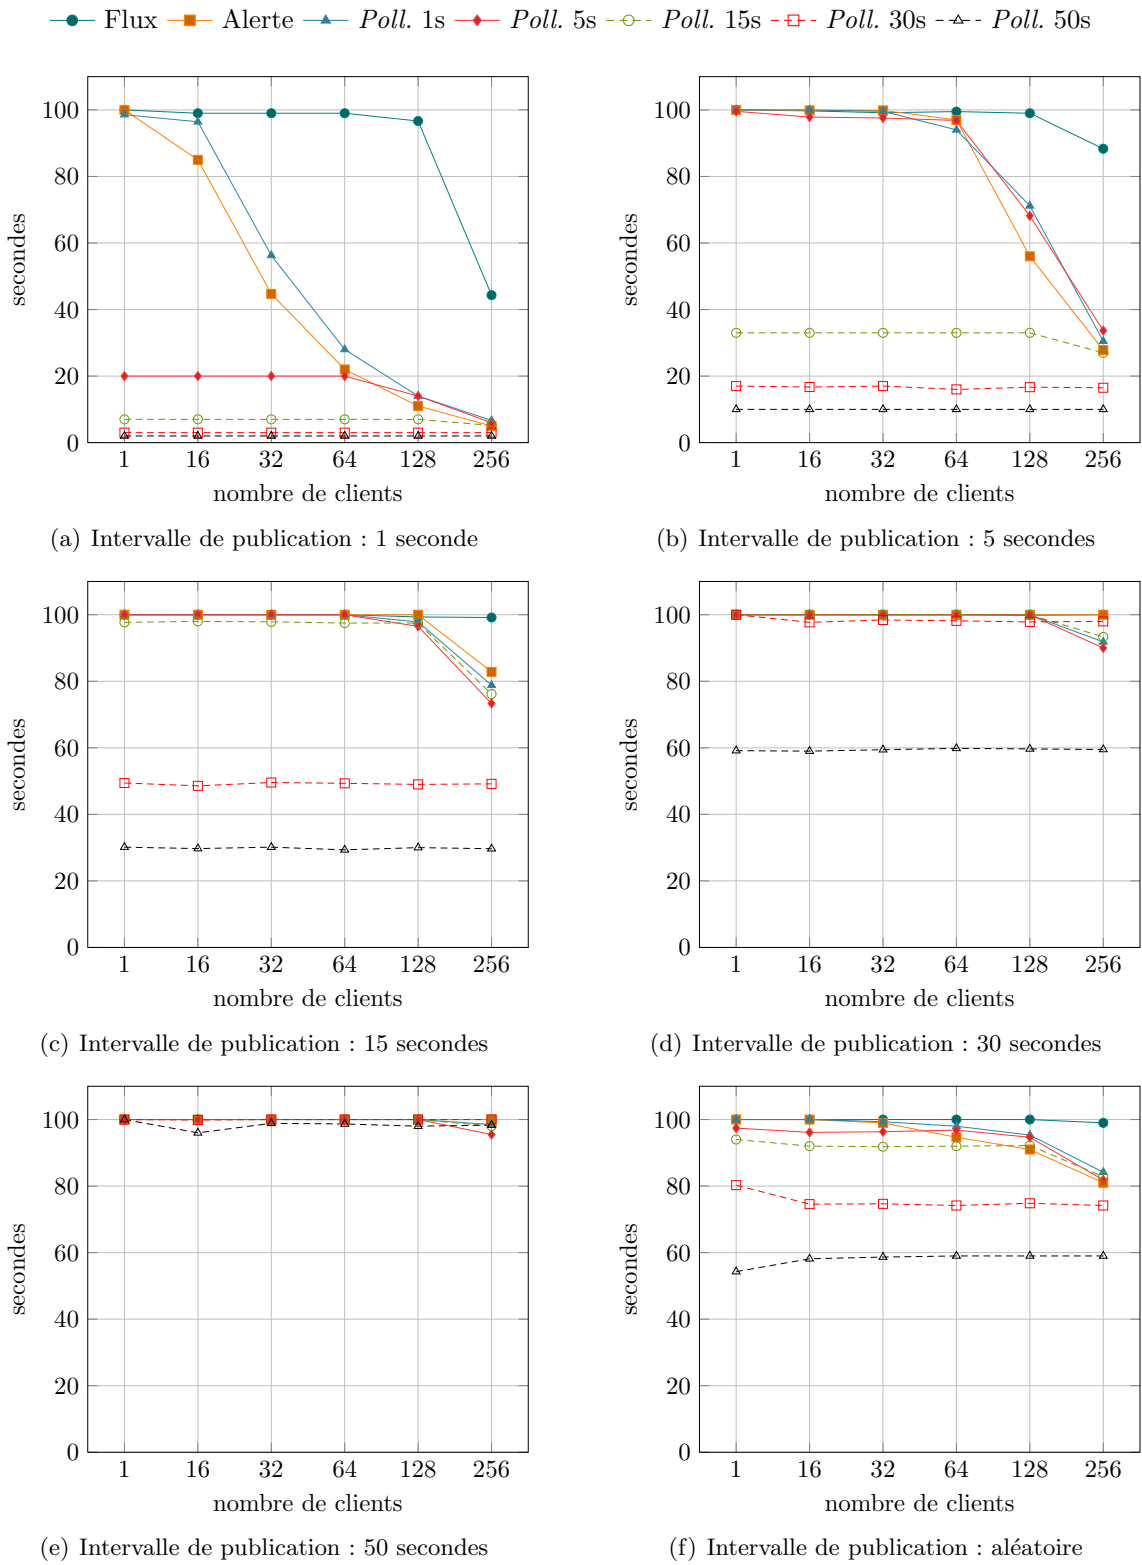 Flux Alerte Poll. 1s Poll. 5s Poll. 15s Poll. 30s Poll. 50s
100
80
60
40
20
0
secondes
1 16 32 64 128 256
nombre de clients
(a) Intervalle de publication : 1 seconde
100
80
60
40
20
0
secondes
1 16 32 64 128 256
nombre de clients
(b) Intervalle de publication : 5 secondes
100
80
60
40
20
0
secondes
1 16 32 64 128 256
nombre de clients
(c) Intervalle de publication : 15 secondes
100
80
60
40
20
0
secondes
1 16 32 64 128 256
nombre de clients
(d) Intervalle de publication : 30 secondes
100
80
60
40
20
0
secondes
1 16 32 64 128 256
nombre de clients
(e) Intervalle de publication : 50 secondes
100
80
60
40
20
0
secondes
1 16 32 64 128 256
nombre de clients
(f) Intervalle de publication : aléatoire